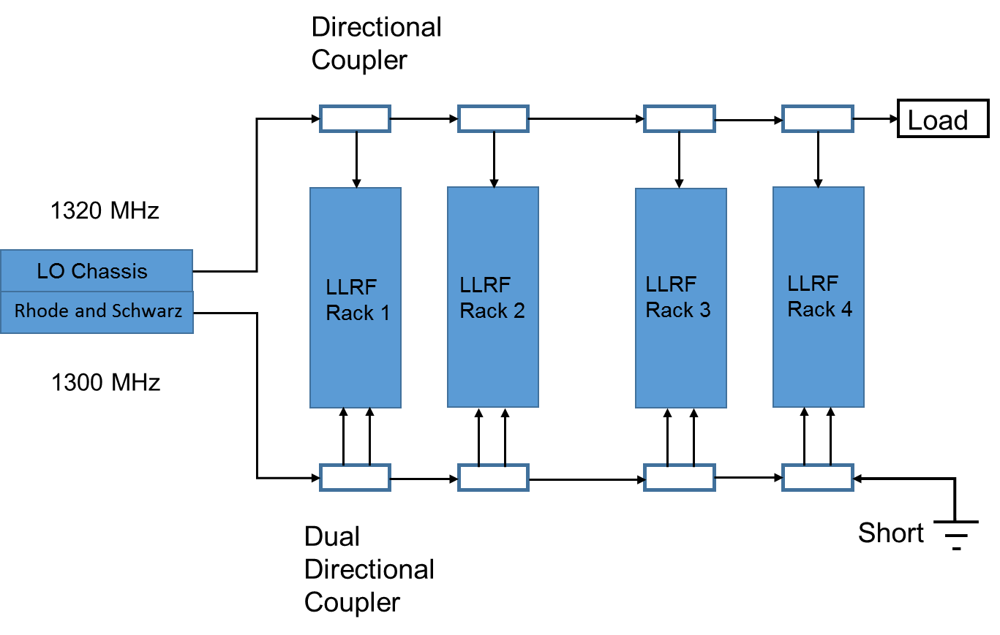 Directional
Coupler
Load
1320 MHz
LO Chassis
Rhode and Schwarz
1300 MHz
LLRF
Rack 1
LLRF
Rack 2
LLRF
Rack 3
LLRF
Rack 4
Short
Dual
Directional
Coupler